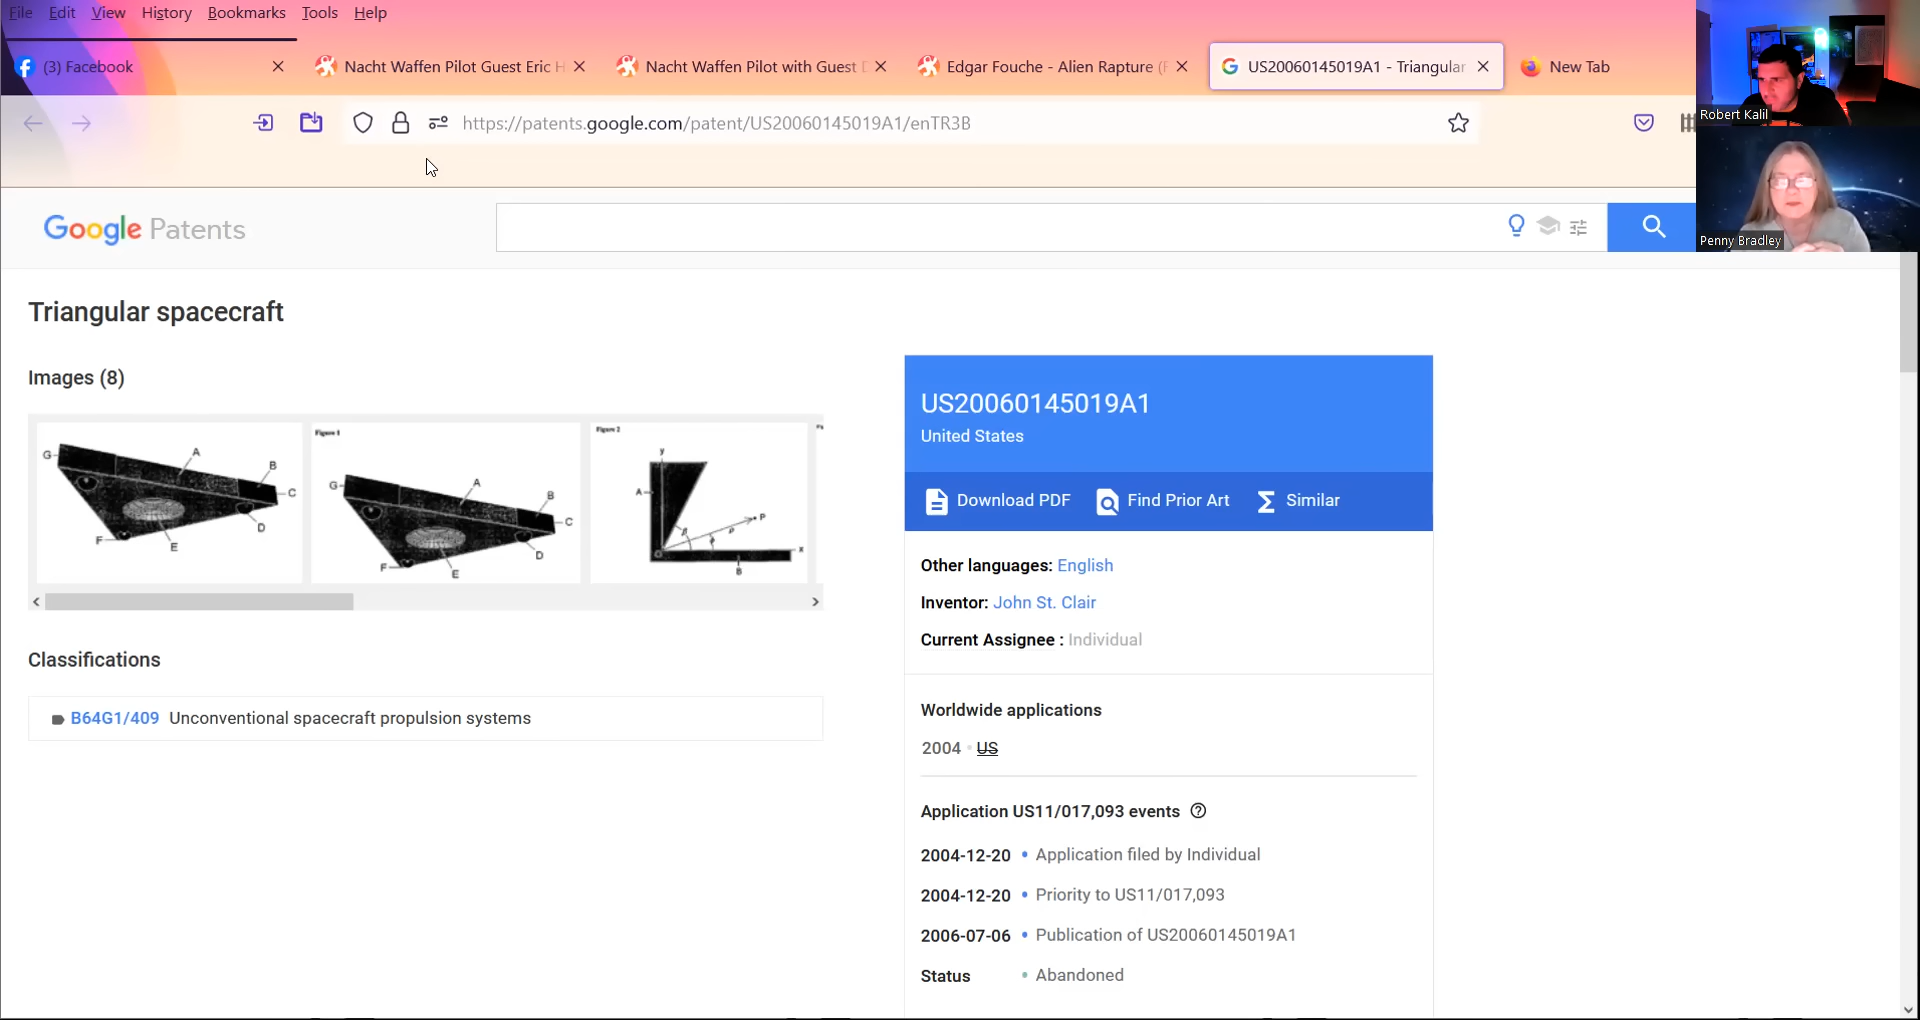 File Edit View History Bookmarks Tools Help
(3) Facebook
Nacht Waffen Pilot Guest Eric H
Nacht Waffen Pilot with Guest D
Edgar Fouche - Alien Rapture (F
US20060145019A1 - Triangular
New Tab
https://patents.google.com/patent/US20060145019A1/enTR3B
Robert Kalil
Penny Bradley
Google Patents
Triangular spacecraft
Images (8)
G A B C D E F
Figure 1
G A B C D E F
Figure 2
y A P ρ β ϕ x B
Classifications
B64G1/409 Unconventional spacecraft propulsion systems
US20060145019A1
United States
Download PDF Find Prior Art Σ Similar
Other languages: English
Inventor: John St. Clair
Current Assignee : Individual
Worldwide applications
2004 • US
Application US11/017,093 events
2004-12-20 • Application filed by Individual
2004-12-20 • Priority to US11/017,093
2006-07-06 • Publication of US20060145019A1
Status • Abandoned